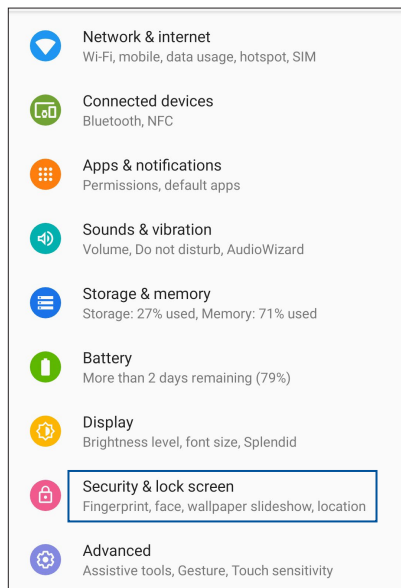 Network & internet
Wi-Fi, mobile, data usage, hotspot, SIM
Connected devices
Bluetooth, NFC
Apps & notifications
Permissions, default apps
Sounds & vibration
Volume, Do not disturb, AudioWizard
Storage & memory
Storage: 27% used, Memory: 71% used
Battery
More than 2 days remaining (79%)
Display
Brightness level, font size, Splendid
Security & lock screen
Fingerprint, face, wallpaper slideshow, location
Advanced
Assistive tools, Gesture, Touch sensitivity